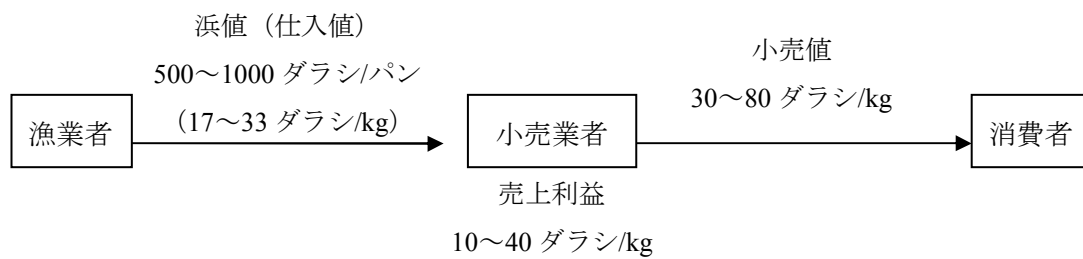 浜値（仕入値）
500～1000 ダラシ/パン
（17～33 ダラシ/kg）
小売値
30～80 ダラシ/kg
漁業者
小売業者
消費者
売上利益
10～40 ダラシ/kg